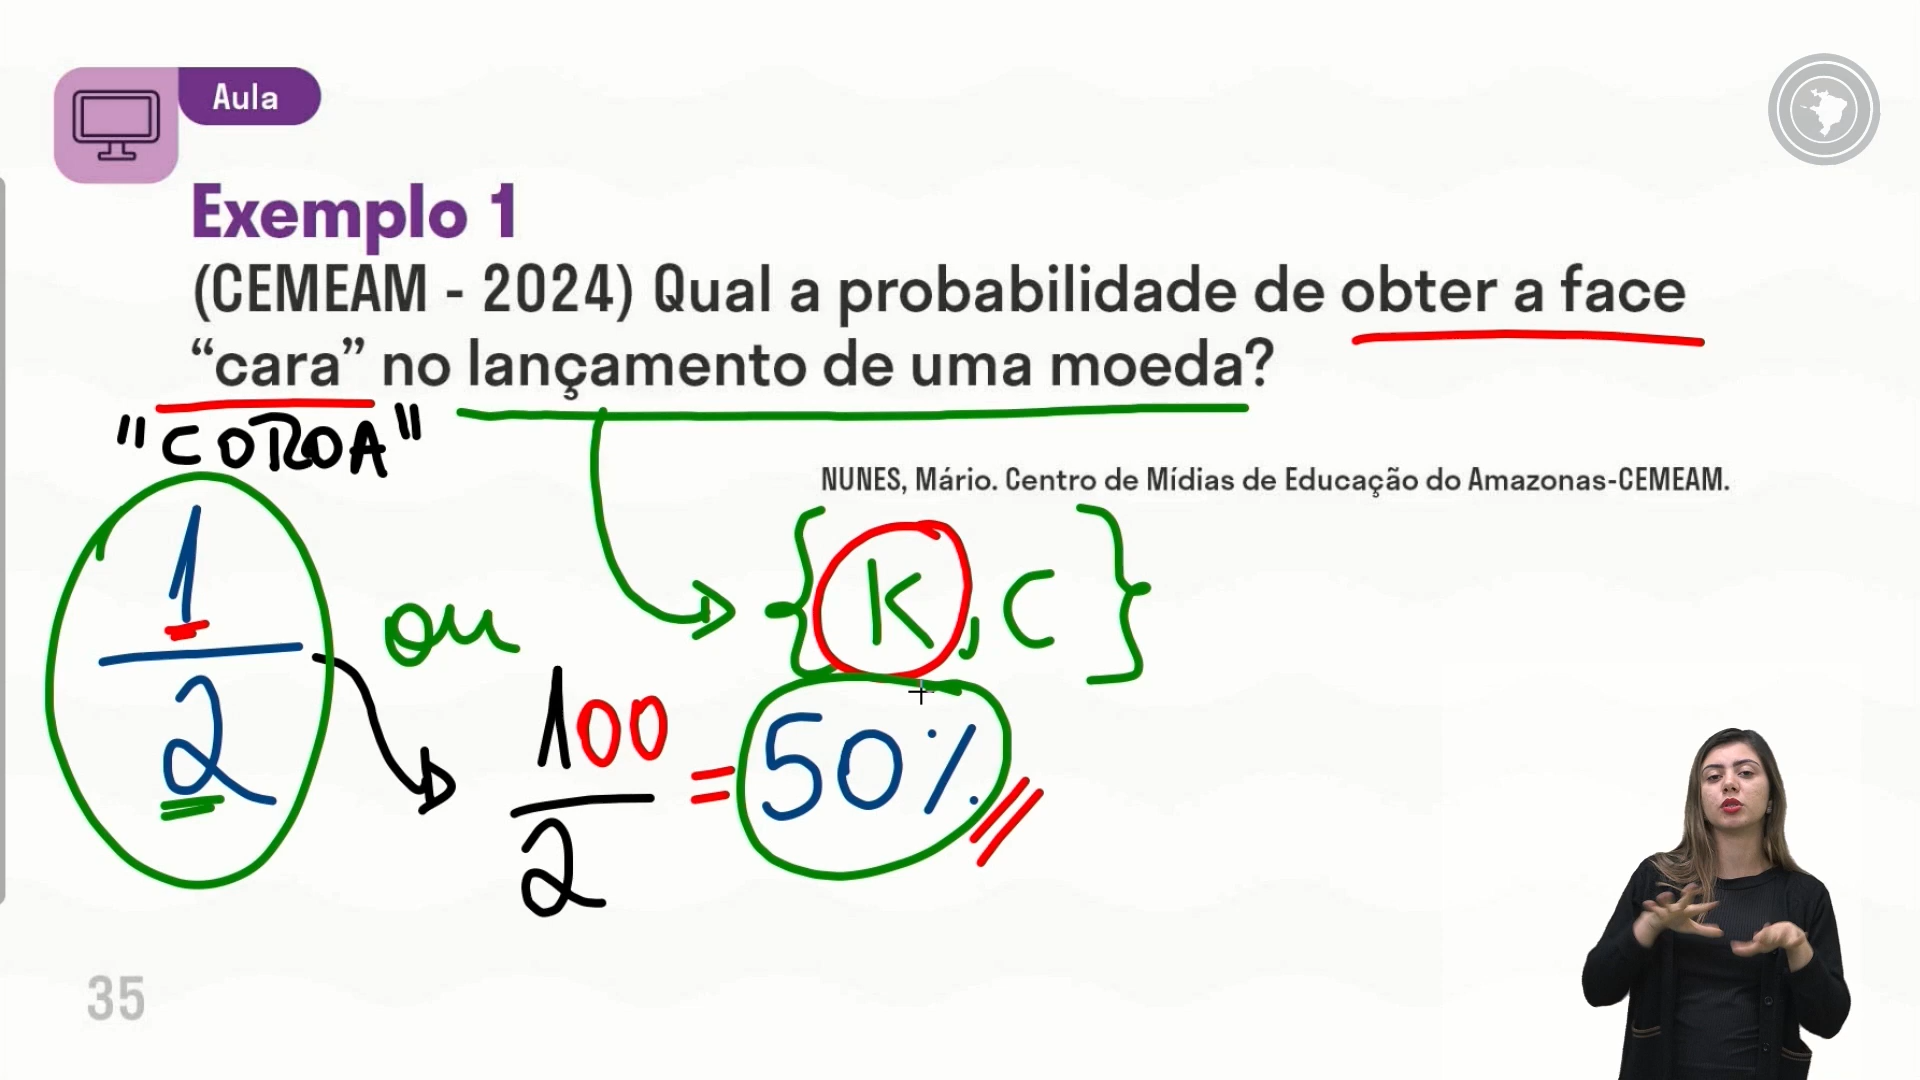 Aula
Exemplo 1
(CEMEAM - 2024) Qual a probabilidade de obter a face
“cara” no lançamento de uma moeda?
"COROA"
NUNES, Mário. Centro de Mídias de Educação do Amazonas-CEMEAM.
{K, C}
1
2
ou
100
2
= 50%
35